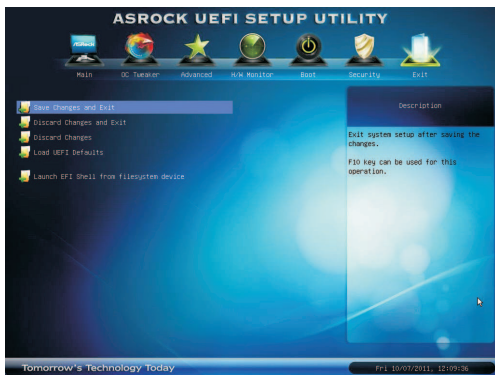 ASROCK UEFI SETUP UTILITY
ASRock
Main OC Tweaker Advanced H/W Monitor Boot Security Exit
Save Changes and Exit
Discard Changes and Exit
Discard Changes
Load UEFI Defaults
Launch EFI Shell from filesystem device
Description
Exit system setup after saving the
changes.
F10 key can be used for this
operation.
Tomorrow's Technology Today
Fri 10/07/2011, 12:09:36